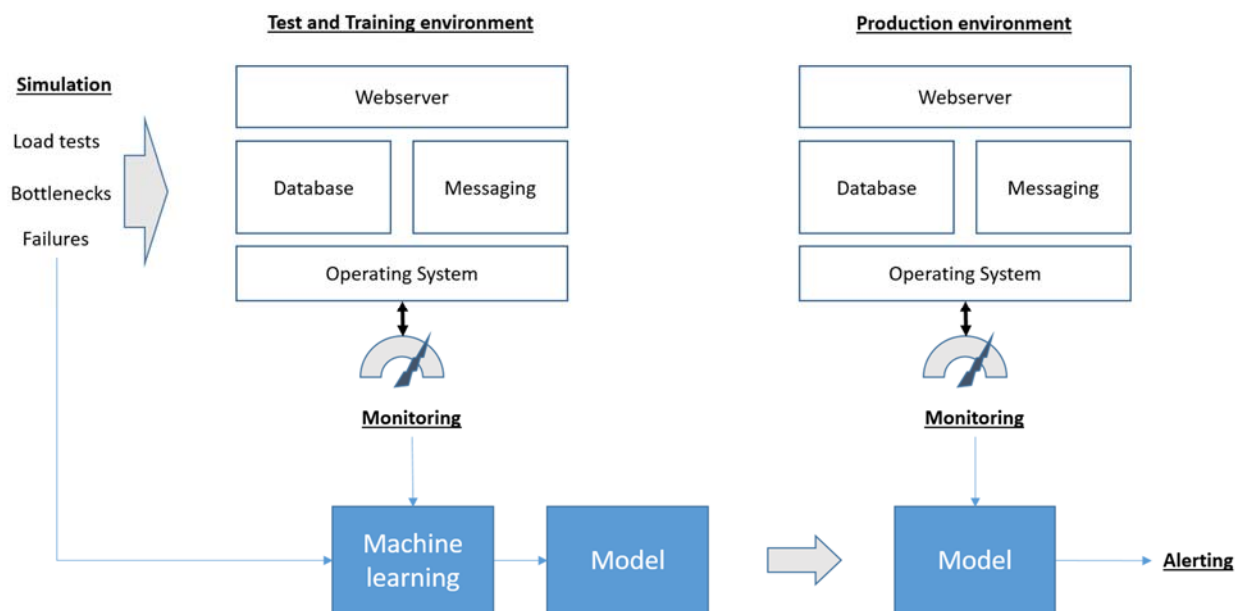 Test and Training environment
Production environment
Simulation
Load tests
Bottlenecks
Failures
Webserver
Database
Messaging
Operating System
Monitoring
Webserver
Database
Messaging
Operating System
Monitoring
Machine
learning
Model
Model
Alerting